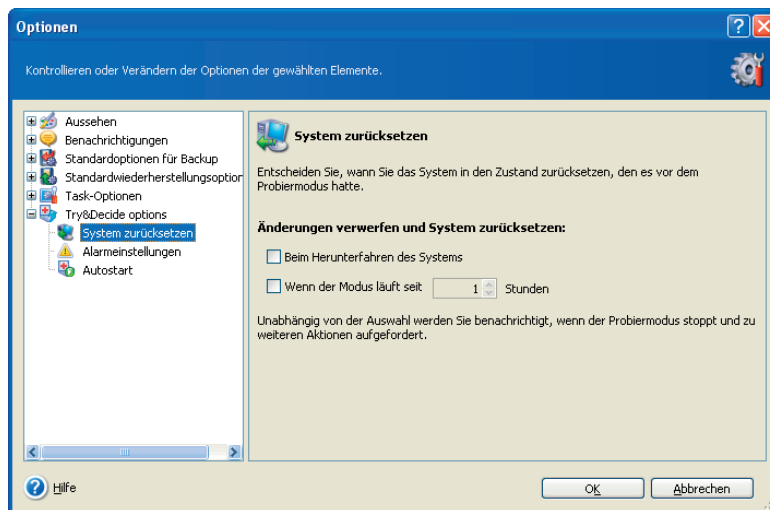 Optionen
Kontrollieren oder Verändern der Optionen der gewählten Elemente.
Aussehen
Benachrichtigungen
Standardoptionen für Backup
Standardwiederherstellungsoption
Task-Optionen
Try&Decide options
System zurücksetzen
Alarmeinstellungen
Autostart
System zurücksetzen
Entscheiden Sie, wann Sie das System in den Zustand zurücksetzen, den es vor dem
Probiermodus hatte.
Änderungen verwerfen und System zurücksetzen:
Beim Herunterfahren des Systems
Wenn der Modus läuft seit 1 Stunden
Unabhängig von der Auswahl werden Sie benachrichtigt, wenn der Probiermodus stoppt und zu
weiteren Aktionen aufgefordert.
Hilfe
OK
Abbrechen